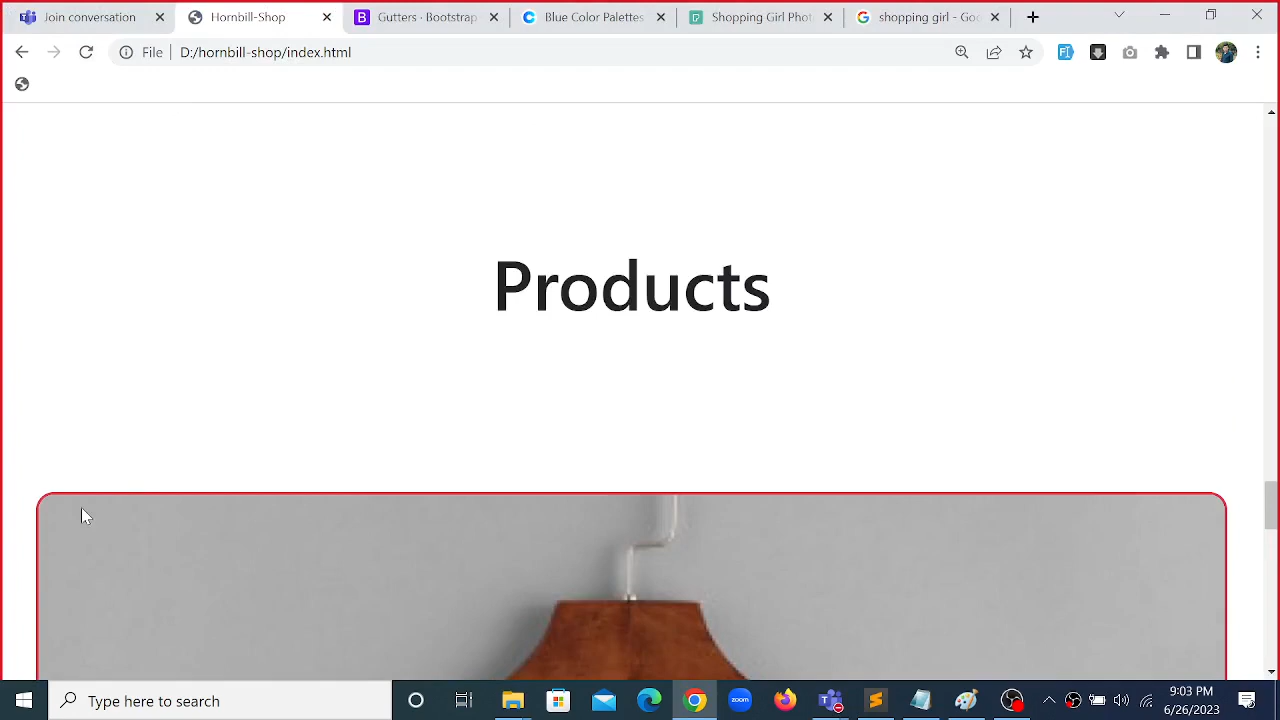 Join conversation
Hornbill-Shop
Gutters · Bootstrap
Blue Color Palettes
Shopping Girl Phot
shopping girl - Goo
File
D:/hornbill-shop/index.html
Products
Type here to search
9:03 PM
6/26/2023